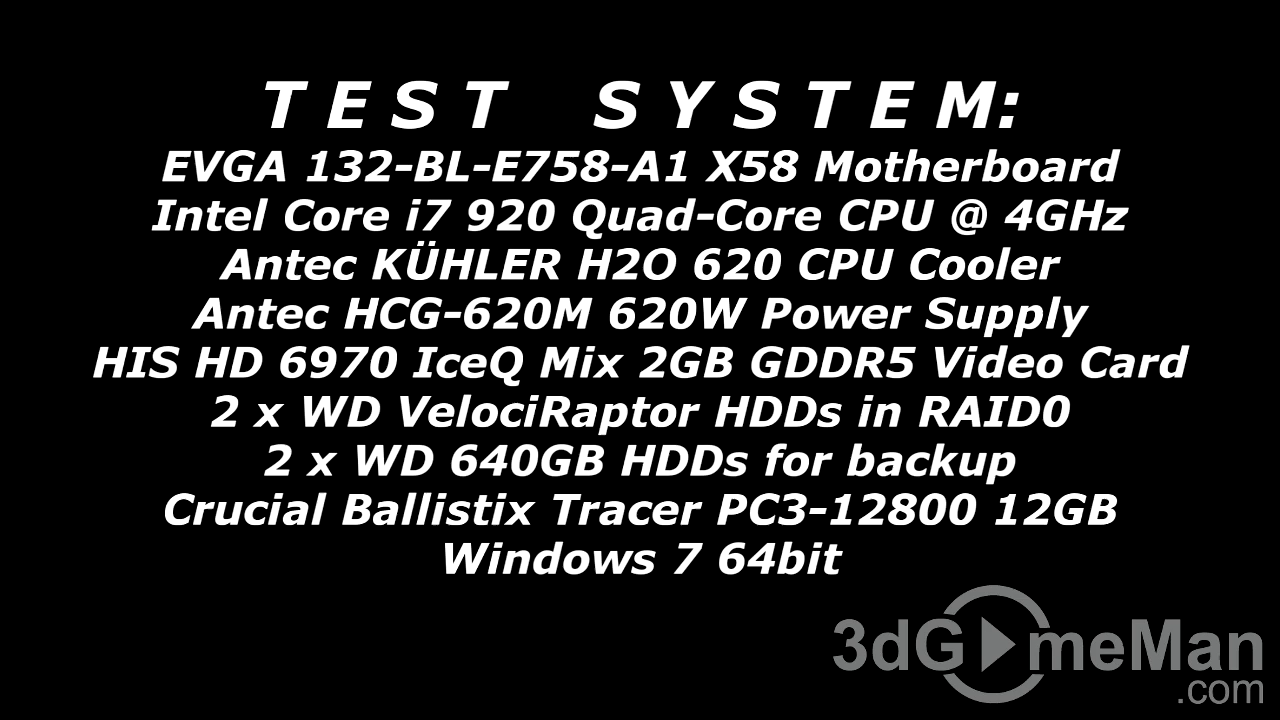 T E S T S Y S T E M:
EVGA 132-BL-E758-A1 X58 Motherboard
Intel Core i7 920 Quad-Core CPU @ 4GHz
Antec KÜHLER H2O 620 CPU Cooler
Antec HCG-620M 620W Power Supply
HIS HD 6970 IceQ Mix 2GB GDDR5 Video Card
2 x WD VelociRaptor HDDs in RAID0
2 x WD 640GB HDDs for backup
Crucial Ballistix Tracer PC3-12800 12GB
Windows 7 64bit
3dGameMan
.com